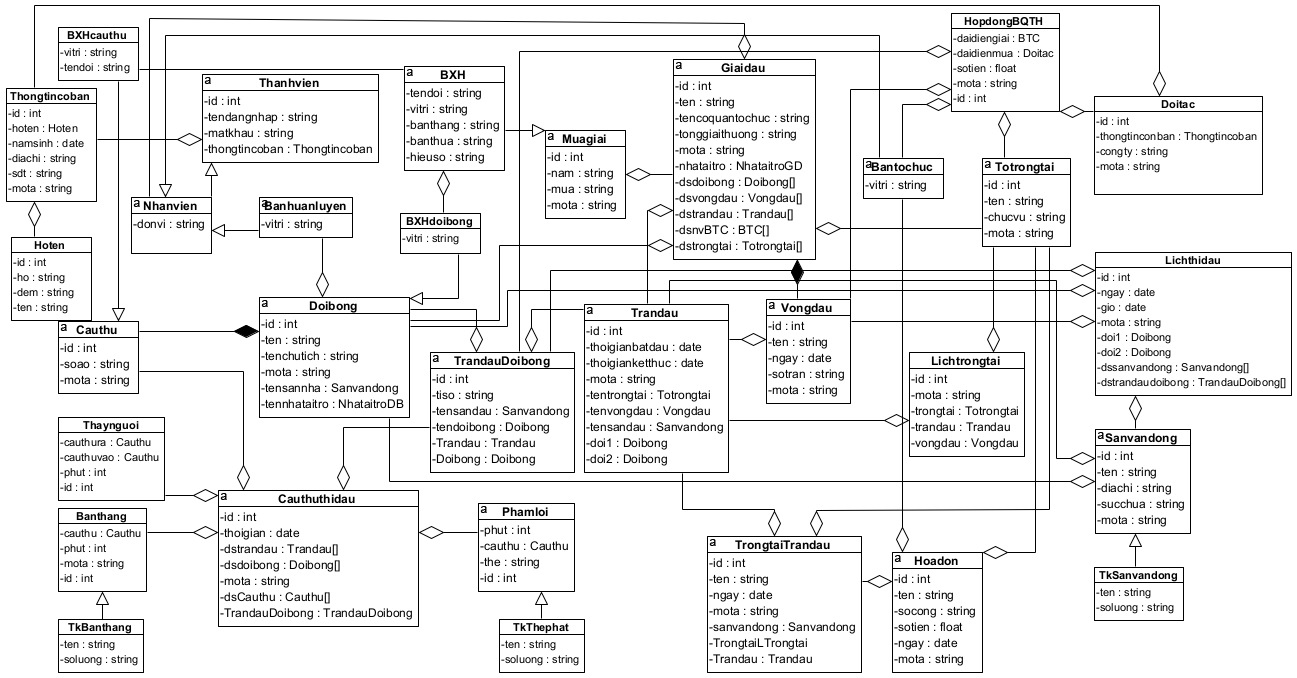 BXHcauthu
-vitri : string
-tendoi : string
Thongtincoban
-id : int
-hoten : Hoten
-namsinh : date
-diachi : string
-sdt : string
-mota : string
Hoten
-id : int
-ho : string
-dem : string
-ten : string
a
Thanhvien
-id : int
-tendangnhap : string
-matkhau : string
-thongtincoban : Thongtincoban
a
Nhanvien
-donvi : string
a
Banhuanluyen
-vitri : string
a
BXH
-tendoi : string
-vitri : string
-banthang : string
-banthua : string
-hieuso : string
BXHdoibong
-vitri : string
a
Muagiai
-id : int
-nam : string
-mua : string
-mota : string
a
Giaidau
-id : int
-ten : string
-tencoquantochuc : string
-tonggiaithuong : string
-mota : string
-nhataitro : NhataitroGD
-dsdoibong : Doibong[]
-dsvongdau : Vongdau[]
-dstrandau : Trandau[]
-dsnvBTC : BTC[]
-dstrongtai : Totrongtai[]
HopdongBQTH
-daidiengiai : BTC
-daidienmua : Doitac
-sotien : float
-mota : string
-id : int
Doitac
-id : int
-thongtinconban : Thongtincoban
-congty : string
-mota : string
a
Bantochuc
-vitri : string
a
Totrongtai
-id : int
-ten : string
-chucvu : string
-mota : string
Lichthidau
-id : int
-ngay : date
-gio : date
-mota : string
-doi1 : Doibong
-doi2 : Doibong
-dssanvandong : Sanvandong[]
-dstrandaudoibong : TrandauDoibong[]
a
Cauthu
-id : int
-soao : string
-mota : string
a
Doibong
-id : int
-ten : string
-tenchutich : string
-mota : string
-tensannha : Sanvandong
-tennhataitro : NhataitroDB
a
TrandauDoibong
-id : int
-tiso : string
-tensandau : Sanvandong
-tendoibong : Doibong
-Trandau : Trandau
-Doibong : Doibong
a
Trandau
-id : int
-thoigianbatdau : date
-thoigianketthuc : date
-mota : string
-tentrongtai : Totrongtai
-tenvongdau : Vongdau
-tensandau : Sanvandong
-doi1 : Doibong
-doi2 : Doibong
a
Vongdau
-id : int
-ten : string
-ngay : date
-sotran : string
-mota : string
a
Lichtrongtai
-id : int
-mota : string
-trongtai : Totrongtai
-trandau : Trandau
-vongdau : Vongdau
a
Sanvandong
-id : int
-ten : string
-diachi : string
-succhua : string
-mota : string
Thaynguoi
-cauthura : Cauthu
-cauthuvao : Cauthu
-phut : int
-id : int
Banthang
-cauthu : Cauthu
-phut : int
-mota : string
-id : int
TkBanthang
-ten : string
-soluong : string
a
Cauthuthidau
-id : int
-thoigian : date
-dstrandau : Trandau[]
-dsdoibong : Doibong[]
-mota : string
-dsCauthu : Cauthu[]
-TrandauDoibong : TrandauDoibong
a
Phamloi
-phut : int
-cauthu : Cauthu
-the : string
-id : int
TkThephat
-ten : string
-soluong : string
a
TrongtaiTrandau
-id : int
-ten : string
-ngay : date
-mota : string
-sanvandong : Sanvandong
-TrongtaiLTrongtai
-Trandau : Trandau
a
Hoadon
-id : int
-ten : string
-socong : string
-sotien : float
-ngay : date
-mota : string
TkSanvandong
-ten : string
-soluong : string